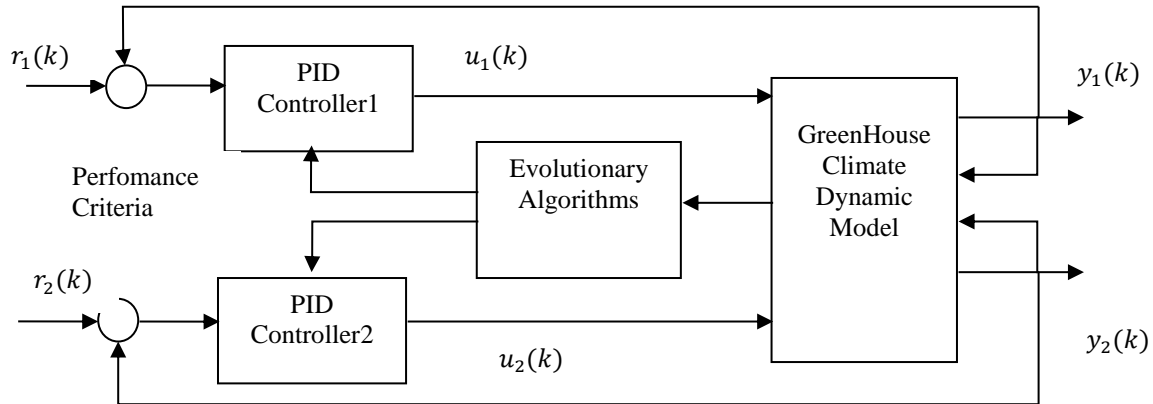 r₁(k)
PID
Controller1
u₁(k)
y₁(k)
GreenHouse
Climate
Dynamic
Model
Evolutionary
Algorithms
Perfomance
Criteria
r₂(k)
PID
Controller2
u₂(k)
y₂(k)